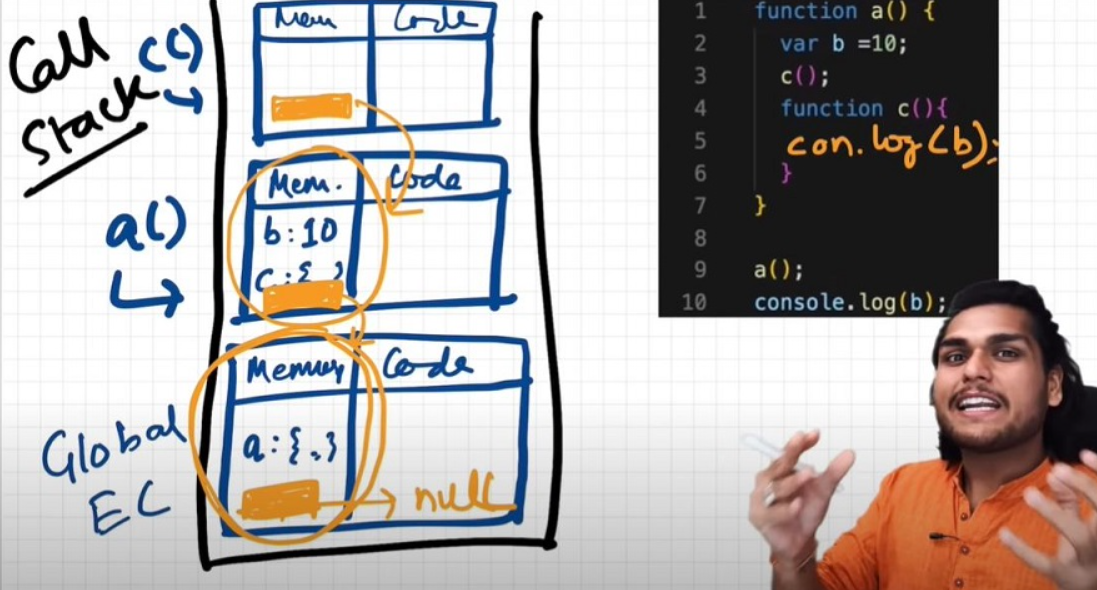 Call
Stack
c()
Mem
Code
a()
Mem.
Code
b:10
c:{ }
Global
EC
Memory
Code
a:{.}
null
1 function a() {
2 var b =10;
3 c();
4 function c(){
5 con.log(b);
6 }
7 }
8
9 a();
10 console.log(b);